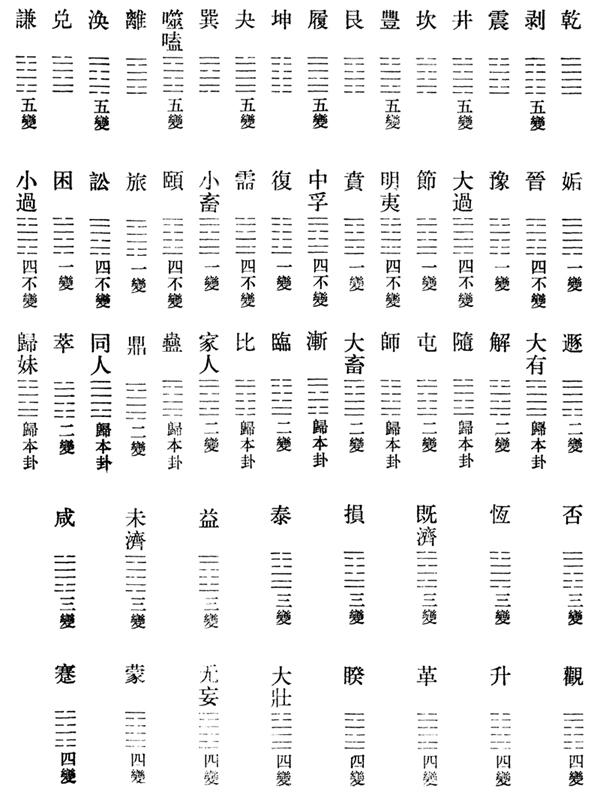 乾
剥 五變
震
井 五變
坎
豐 五變
艮
履 五變
坤
夬 五變
巽
噬嗑 五變
離
渙 五變
兑
謙 五變
姤 一變
晉 四不變
豫 一變
大過 四不變
節 一變
明夷 四不變
賁 一變
中孚 四不變
復 一變
需 四不變
小畜 一變
頤 四不變
旅 一變
訟 四不變
困 一變
小過 四不變
遯 二變
大有 歸本卦
解 二變
隨 歸本卦
屯 二變
師 歸本卦
大畜 二變
漸 歸本卦
臨 二變
比 歸本卦
家人 二變
蠱 歸本卦
鼎 二變
同人 歸本卦
萃 二變
歸妹 歸本卦
否 三變
恆 三變
既濟 三變
損 三變
泰 三變
益 三變
未濟 三變
咸 三變
觀 四變
升 四變
革 四變
睽 四變
大壯 四變
无妄 四變
蒙 四變
蹇 四變